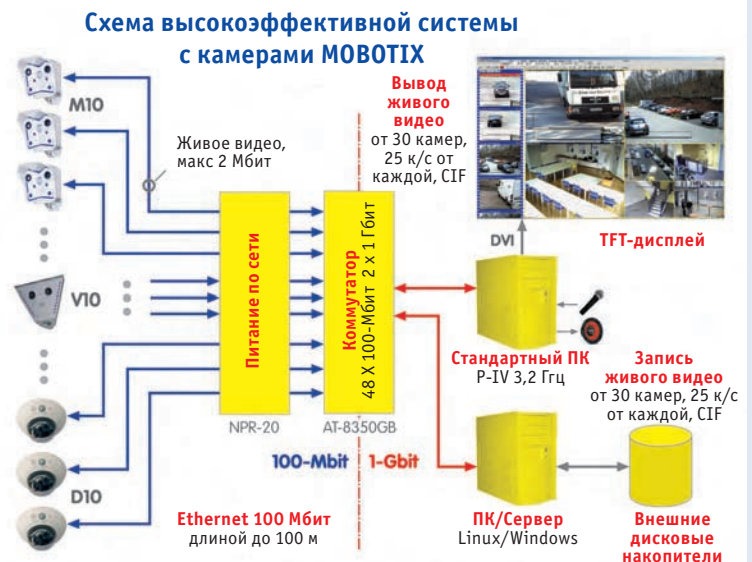 Схема высокоэффективной системы
с камерами MOBOTIX
M10
Живое видео,
макс 2 Мбит
Вывод
живого
видео
от 30 камер,
25 к/с от
каждой, CIF
DVI
TFT-дисплей
V10
Питание по сети
Коммутатор
48 X 100-Мбит 2 x 1 Гбит
Стандартный ПК
P-IV 3,2 Ггц
Запись
живого видео
от 30 камер, 25 к/с
от каждой, CIF
NPR-20
AT-8350GB
100-Mbit
1-Gbit
D10
Ethernet 100 Мбит
длиной до 100 м
ПК/Сервер
Linux/Windows
Внешние
дисковые
накопители